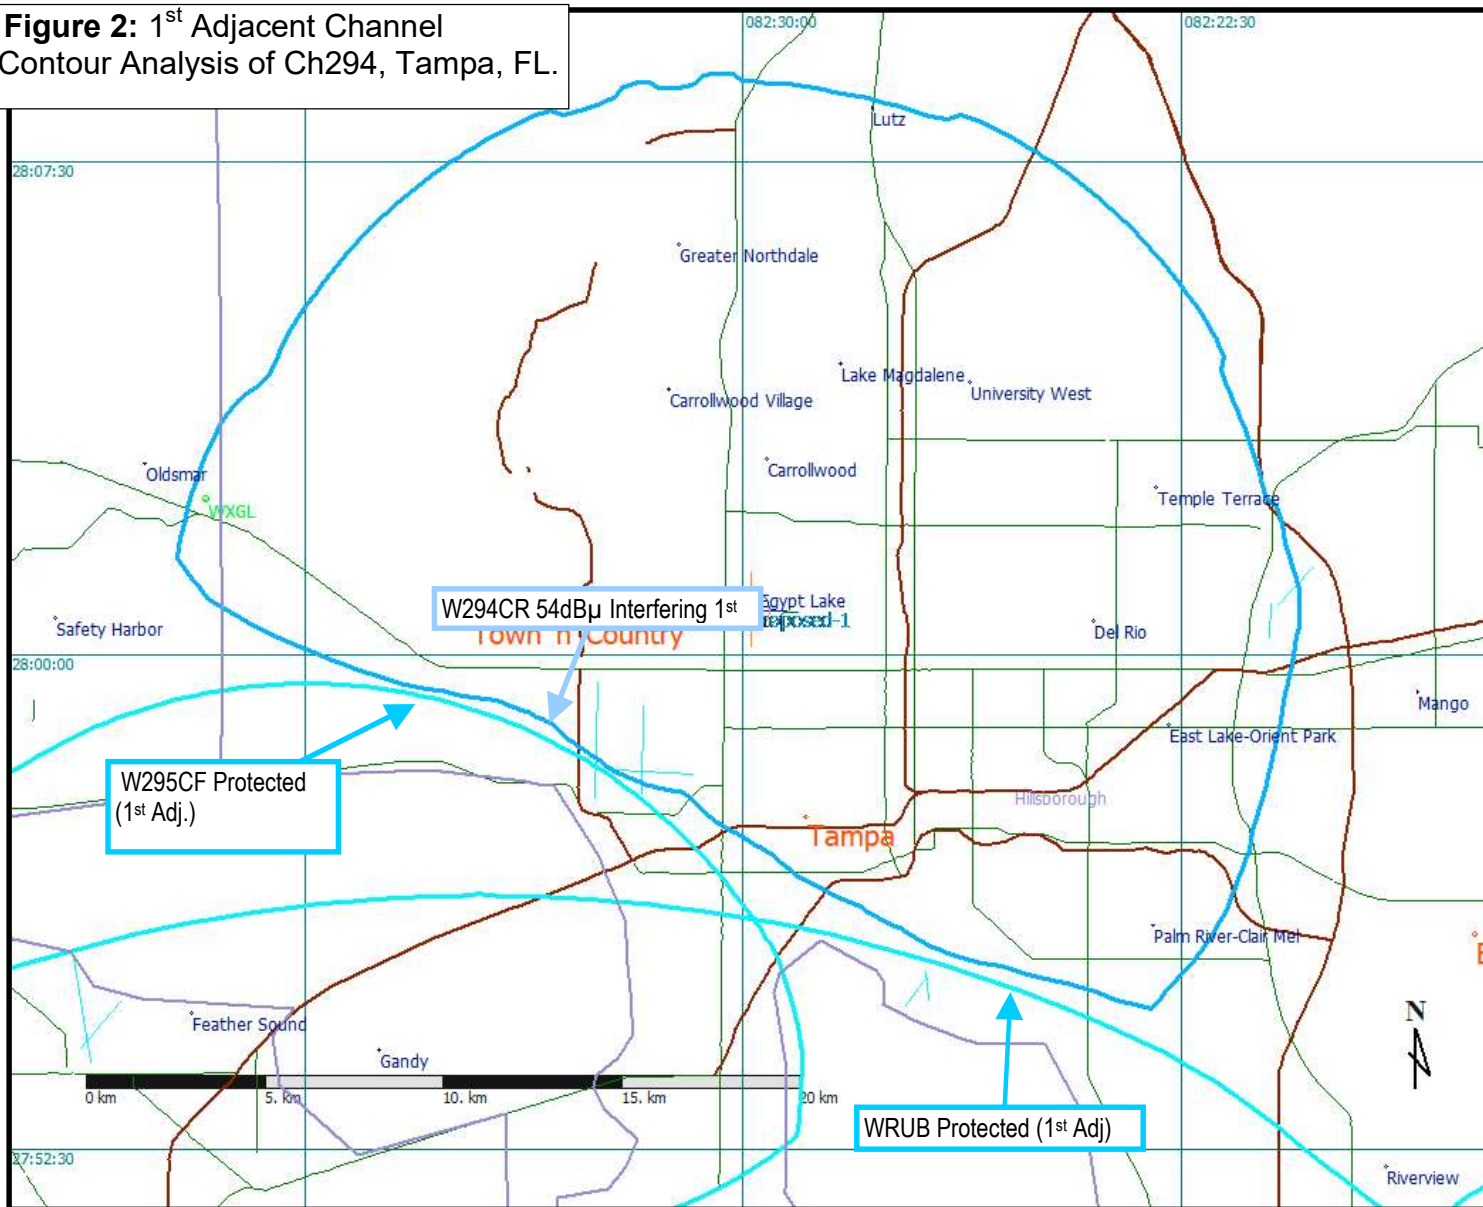 Figure 2: 1st Adjacent Channel
Contour Analysis of Ch294, Tampa, FL.
082:30:00
082:22:30
Lutz
28:07:30
Greater Northdale
Lake Magdalene
University West
Carrollwood Village
Carrollwood
Oldsmar
WXGL
Temple Terrace
W294CR 54dBµ Interfering 1st
Egypt Lake
Town 'n' Country
Safety Harbor
Del Rio
28:00:00
Mango
East Lake-Orient Park
W295CF Protected
(1st Adj.)
Hillsborough
Tampa
Palm River-Clair Mel
Feather Sound
Gandy
N
0 km
5. km
10. km
15. km
20 km
WRUB Protected (1st Adj)
27:52:30
Riverview